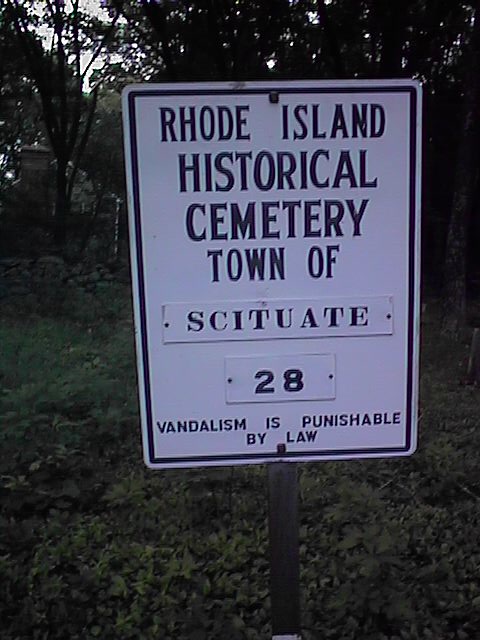 RHODE ISLAND
HISTORICAL
CEMETERY
TOWN OF
SCITUATE
28
VANDALISM IS PUNISHABLE
BY LAW